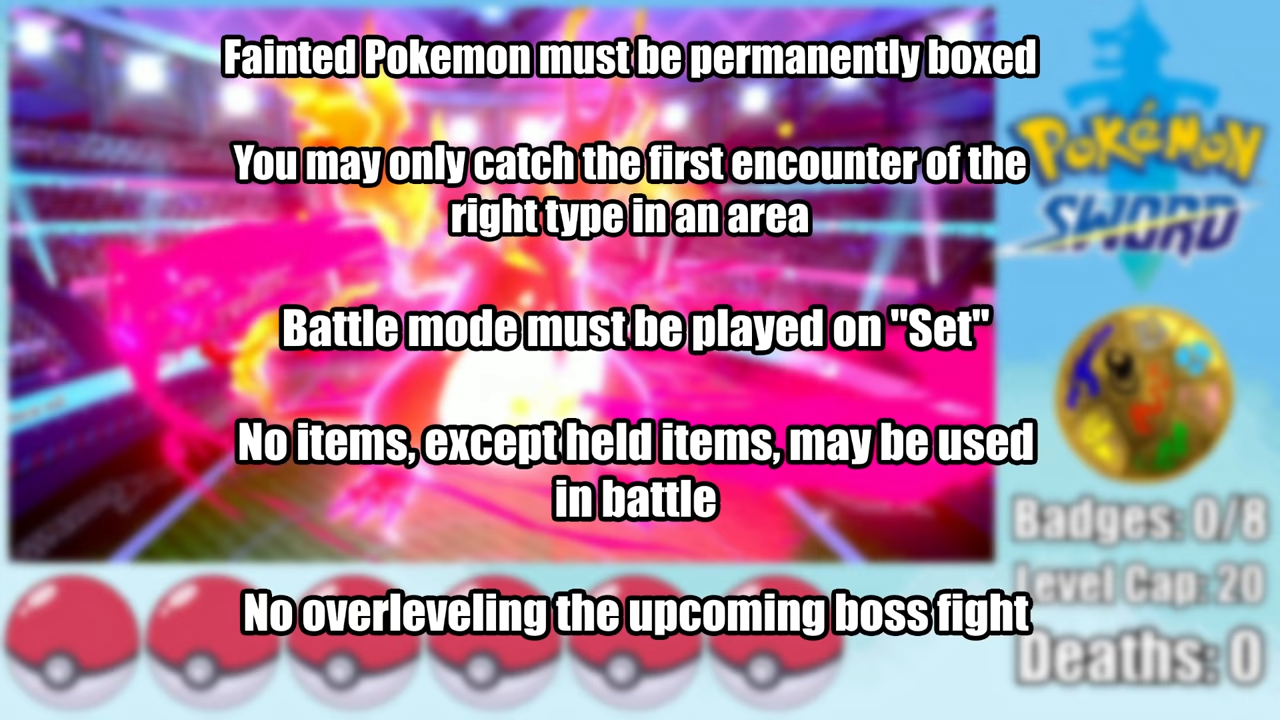 Fainted Pokemon must be permanently boxed
You may only catch the first encounter of the
right type in an area
Battle mode must be played on "Set"
No items, except held items, may be used
in battle
No overleveling the upcoming boss fight
POKéMON
SWORD
Badges: 0/8
Level Cap: 20
Deaths: 0